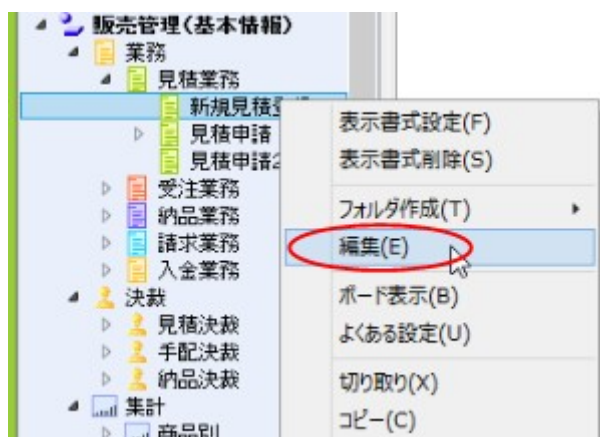 販売管理(基本情報)
業務
見積業務
新規見積
見積申請
見積申請2
受注業務
納品業務
請求業務
入金業務
決裁
見積決裁
手配決裁
納品決裁
集計
商品別
表示書式設定(F)
表示書式削除(S)
フォルダ作成(T)
編集(E)
ボード表示(B)
よくある設定(U)
切り取り(X)
コピー(C)